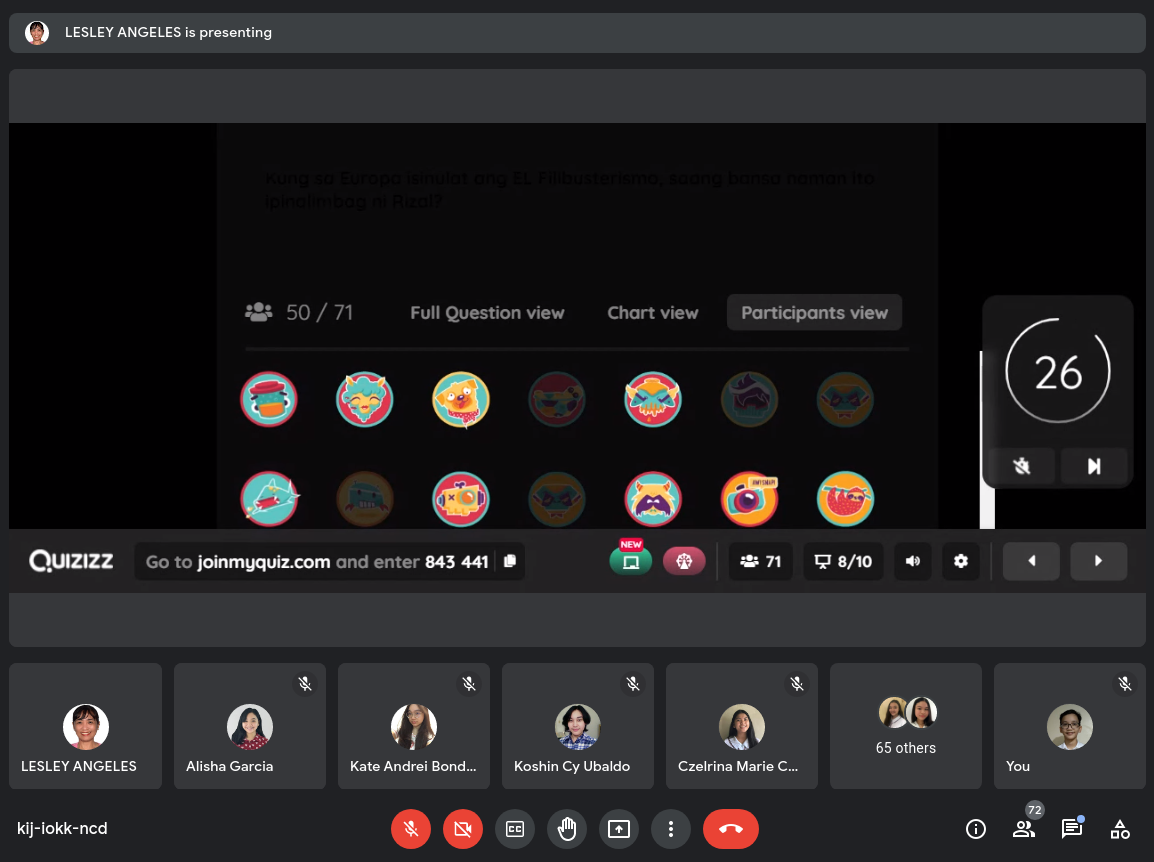 LESLEY ANGELES is presenting
Kung sa Europa isinulat ang EL Filibusterismo, saang bansa naman ito
ipinalimbag ni Rizal?
50 / 71
Full Question view
Chart view
Participants view
26
QUIZIZZ
Go to joinmyquiz.com and enter 843 441
NEW
71
8/10
LESLEY ANGELES
Alisha Garcia
Kate Andrei Bond...
Koshin Cy Ubaldo
Czelrina Marie C...
65 others
You
kij-iokk-ncd
72